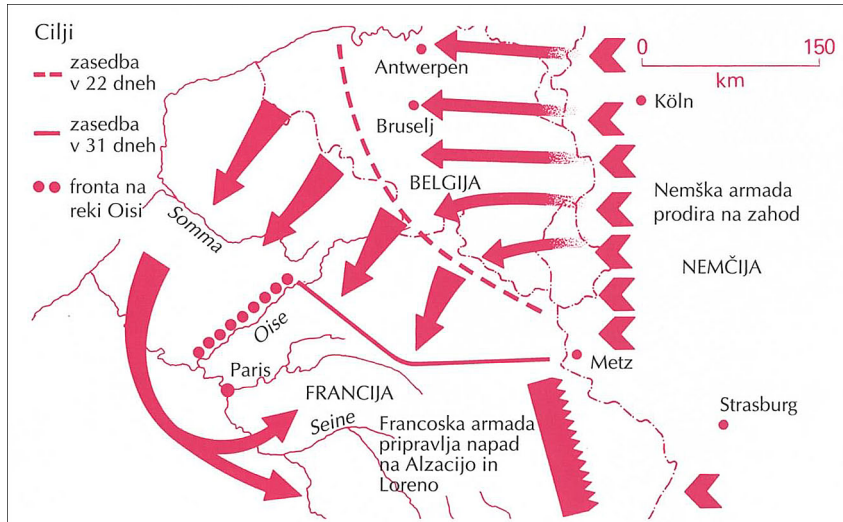 Cilji
zasedba
v 22 dneh
zasedba
v 31 dneh
fronta na
reki Oisi
0 150
km
Antwerpen
Köln
Bruselj
BELGIJA
Nemška armada
prodira na zahod
NEMČIJA
Somma
Oise
Paris
Metz
FRANCIJA
Seine
Strasburg
Francoska armada
pripravlja napad
na Alzacijo in
Loreno